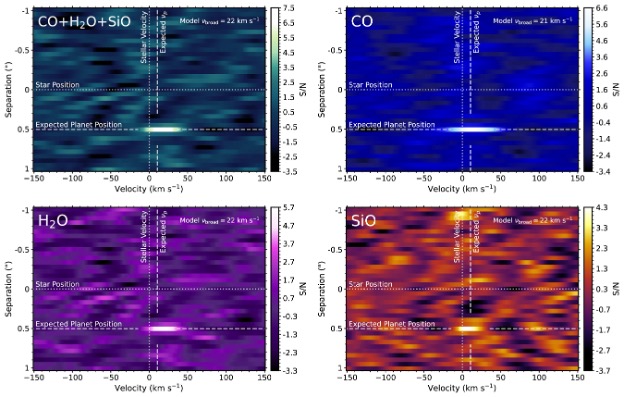 CO+H₂O+SiO
Model νbroad = 22 km s⁻¹
Stellar Velocity
Expected νp
Star Position
Expected Planet Position
Separation (")
-1
-0.5
0
0.5
1
−150 −100 −50 0 50 100 150
Velocity (km s⁻¹)
7.5
6.5
5.5
4.5
3.5
2.5
1.5
0.5
-0.5
-1.5
-2.5
-3.5
S/N
CO
Model νbroad = 21 km s⁻¹
Stellar Velocity
Expected νp
Star Position
Expected Planet Position
Separation (")
-1
-0.5
0
0.5
1
−150 −100 −50 0 50 100 150
Velocity (km s⁻¹)
6.6
5.6
4.6
3.6
2.6
1.6
0.6
-0.4
-1.4
-2.4
-3.4
S/N
H₂O
Model νbroad = 22 km s⁻¹
Stellar Velocity
Expected νp
Star Position
Expected Planet Position
Separation (")
-1
-0.5
0
0.5
1
−150 −100 −50 0 50 100 150
Velocity (km s⁻¹)
5.7
4.7
3.7
2.7
1.7
0.7
-0.3
-1.3
-2.3
-3.3
S/N
SiO
Model νbroad = 22 km s⁻¹
Stellar Velocity
Expected νp
Star Position
Expected Planet Position
Separation (")
-1
-0.5
0
0.5
1
−150 −100 −50 0 50 100 150
Velocity (km s⁻¹)
4.3
3.3
2.3
1.3
0.3
-0.7
-1.7
-2.7
-3.7
S/N